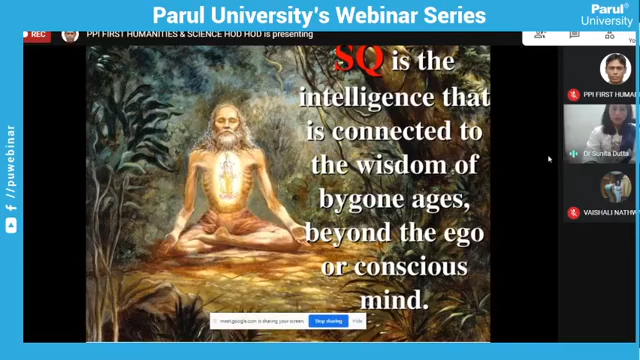 Parul University's Webinar Series
Parul®
University
REC
PPI FIRST HUMANITIES & SCIENCE HOD HOD is presenting
SQ is the
intelligence that
is connected to
the wisdom of
bygone ages,
beyond the ego
or conscious
mind.
meet.google.com is sharing your screen.
Stop sharing
Hide
Yo
PPI FIRST HUMAN
Dr Sunita Dutta
VAISHALI NATHW
/puwebinar